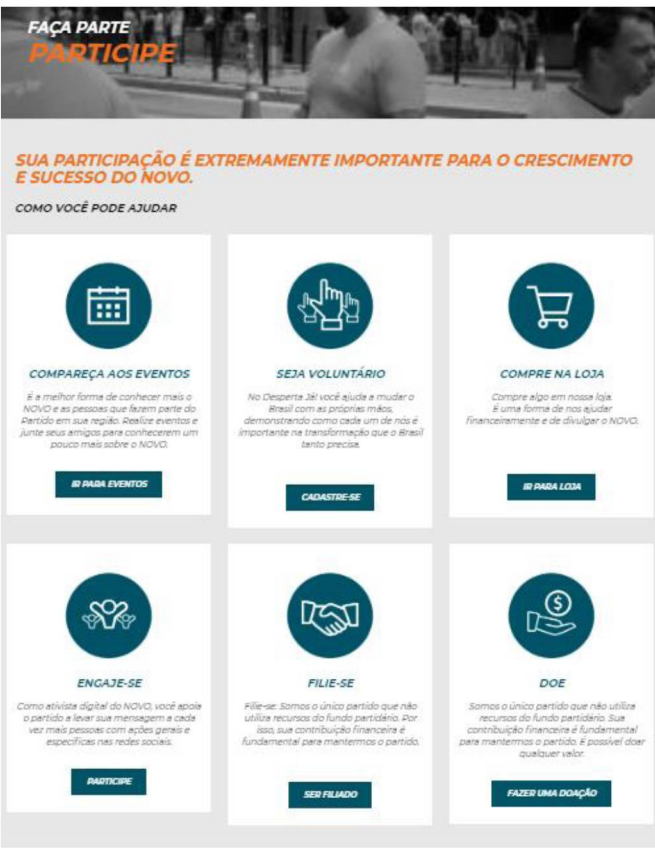 FAÇA PARTE
PARTICIPE
SUA PARTICIPAÇÃO É EXTREMAMENTE IMPORTANTE PARA O CRESCIMENTO
E SUCESSO DO NOVO.
COMO VOCÊ PODE AJUDAR
COMPAREÇA AOS EVENTOS
É a melhor forma de conhecer mais o
NOVO e as pessoas que fazem parte do
Partido em sua região. Realize eventos e
junte seus amigos para conhecerem um
pouco mais sobre o NOVO.
IR PARA EVENTOS
SEJA VOLUNTÁRIO
No Desperta Já! você ajuda a mudar o
Brasil com as próprias mãos,
demonstrando como cada um de nós é
importante na transformação que o Brasil
tanto precisa.
CADASTRE-SE
COMPRE NA LOJA
Compre algo em nossa loja.
É uma forma de nos ajudar
financeiramente e de divulgar o NOVO.
IR PARA LOJA
ENGAJE-SE
Como ativista digital do NOVO, você apoia
o partido a levar sua mensagem a cada
vez mais pessoas com ações gerais e
específicas nas redes sociais.
PARTICIPE
FILIE-SE
Filie-se: Somos o único partido que não
utiliza recursos do fundo partidário. Por
isso, sua contribuição financeira é
fundamental para mantermos o partido.
SER FILIADO
DOE
Somos o único partido que não utiliza
recursos do fundo partidário. Sua
contribuição financeira é fundamental
para mantermos o partido. É possível doar
qualquer valor.
FAZER UMA DOAÇÃO